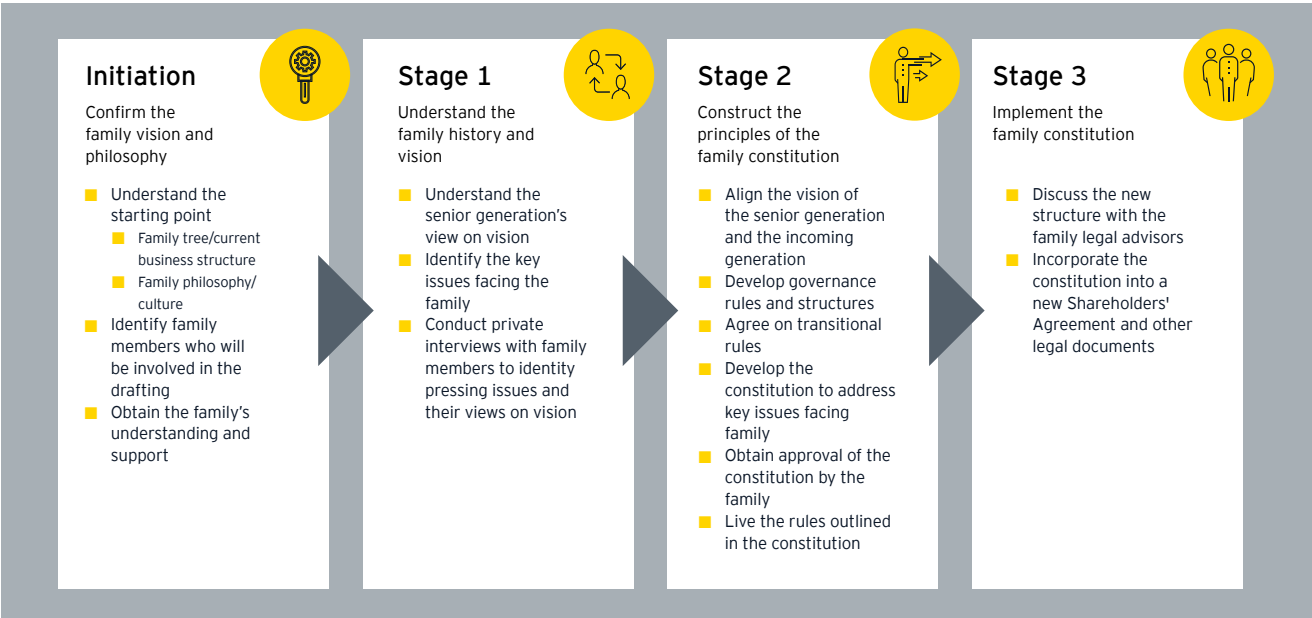 Initiation
Confirm the
family vision and
philosophy
Understand the
starting point
Family tree/current
business structure
Family philosophy/
culture
Identify family
members who will
be involved in the
drafting
Obtain the family's
understanding and
support
Stage 1
Understand the
family history and
vision
Understand the
senior generation's
view on vision
Identify the key
issues facing the
family
Conduct private
interviews with family
members to identity
pressing issues and
their views on vision
Stage 2
Construct the
principles of the
family constitution
Align the vision of
the senior generation
and the incoming
generation
Develop governance
rules and structures
Agree on transitional
rules
Develop the
constitution to address
key issues facing
family
Obtain approval of the
constitution by the
family
Live the rules outlined
in the constitution
Stage 3
Implement the
family constitution
Discuss the new
structure with the
family legal advisors
Incorporate the
constitution into a
new Shareholders'
Agreement and other
legal documents